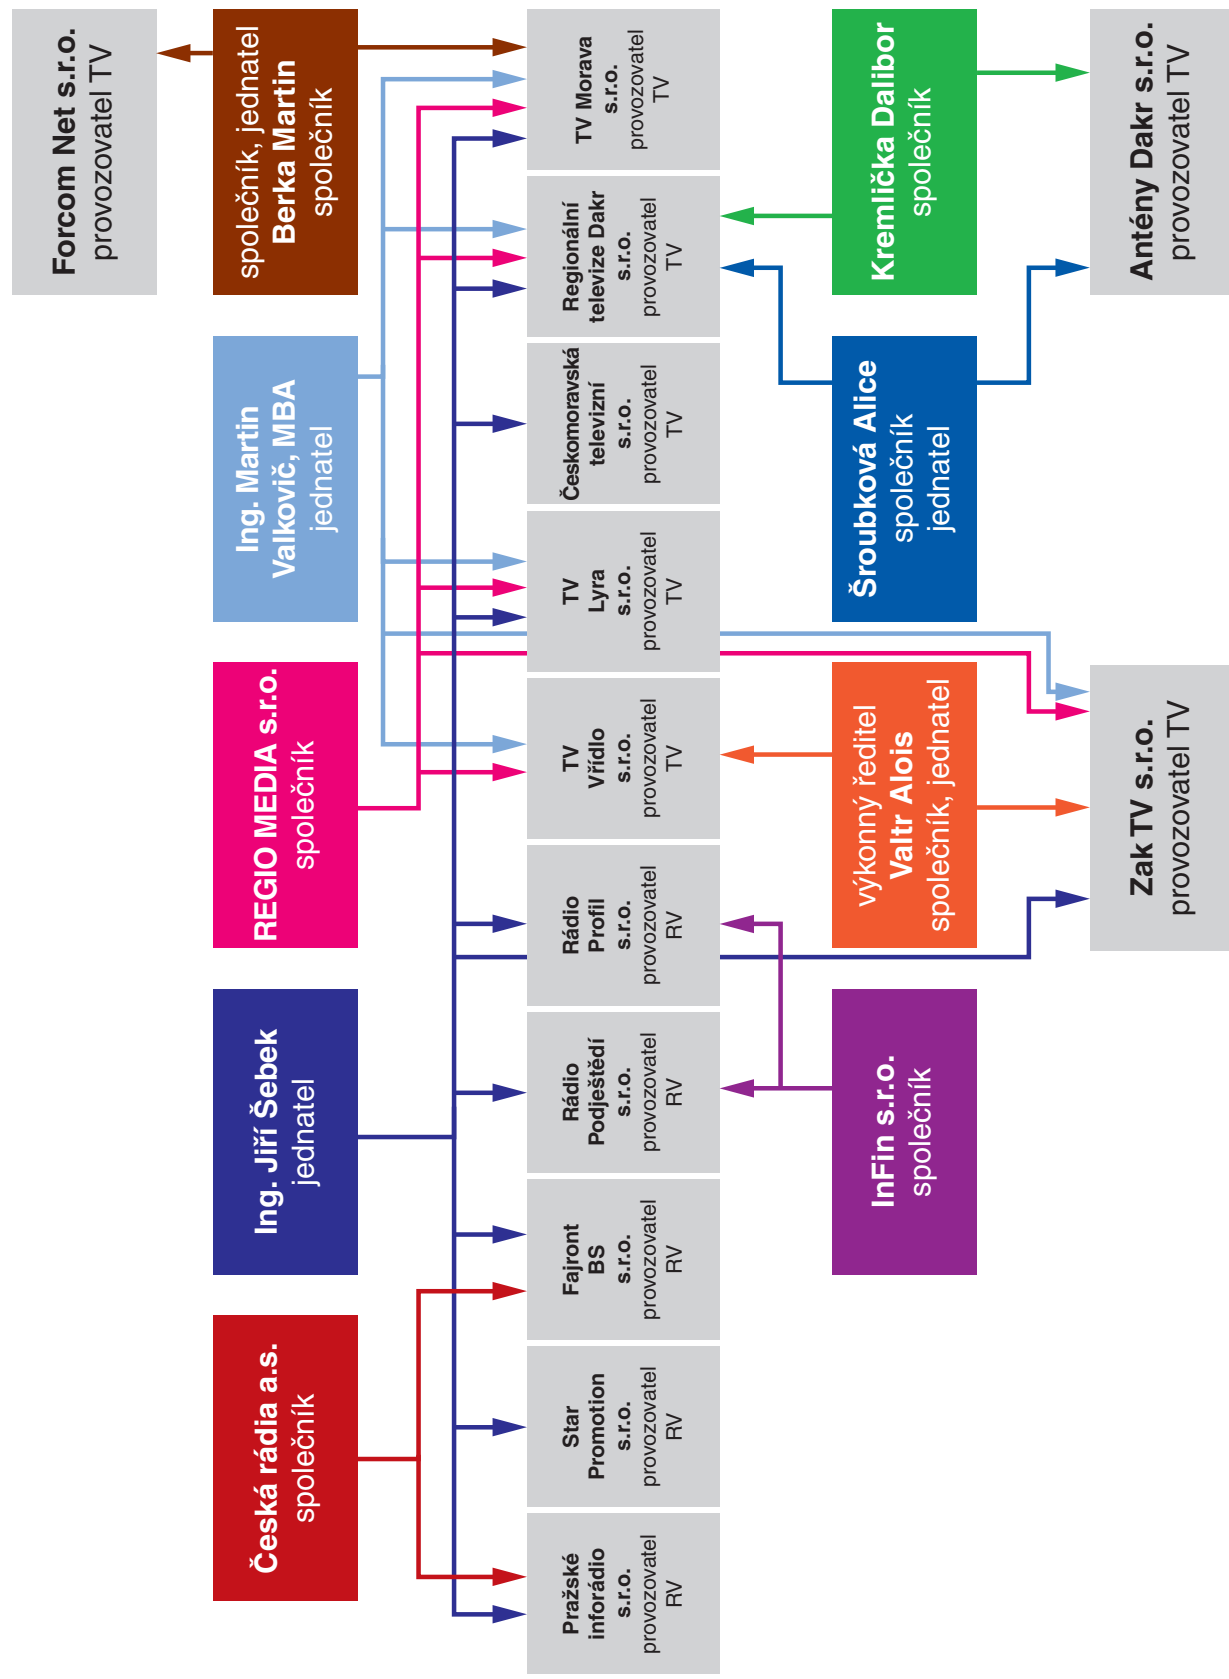 Forcom Net s.r.o.
provozovatel TV
Česká rádia a.s.
společník
Ing. Jiří Šebek
jednatel
REGIO MEDIA s.r.o.
společník
Ing. Martin
Valkovič, MBA
jednatel
společník, jednatel
Berka Martin
společník
Pražské
inforádio
s.r.o.
provozovatel
RV
Star
Promotion
s.r.o.
provozovatel
RV
Fajront
BS
s.r.o.
provozovatel
RV
Rádio
Podještědí
s.r.o.
provozovatel
RV
Rádio
Profil
s.r.o.
provozovatel
RV
TV
Vřídlo
s.r.o.
provozovatel
TV
TV
Lyra
s.r.o.
provozovatel
TV
Českomoravská
televizní
s.r.o.
provozovatel
TV
Regionální
televize Dakr
s.r.o.
provozovatel
TV
TV Morava
s.r.o.
provozovatel
TV
InFin s.r.o.
společník
výkonný ředitel
Valtr Alois
společník, jednatel
Šroubková Alice
společník
jednatel
Kremlička Dalibor
společník
Zak TV s.r.o.
provozovatel TV
Antény Dakr s.r.o.
provozovatel TV